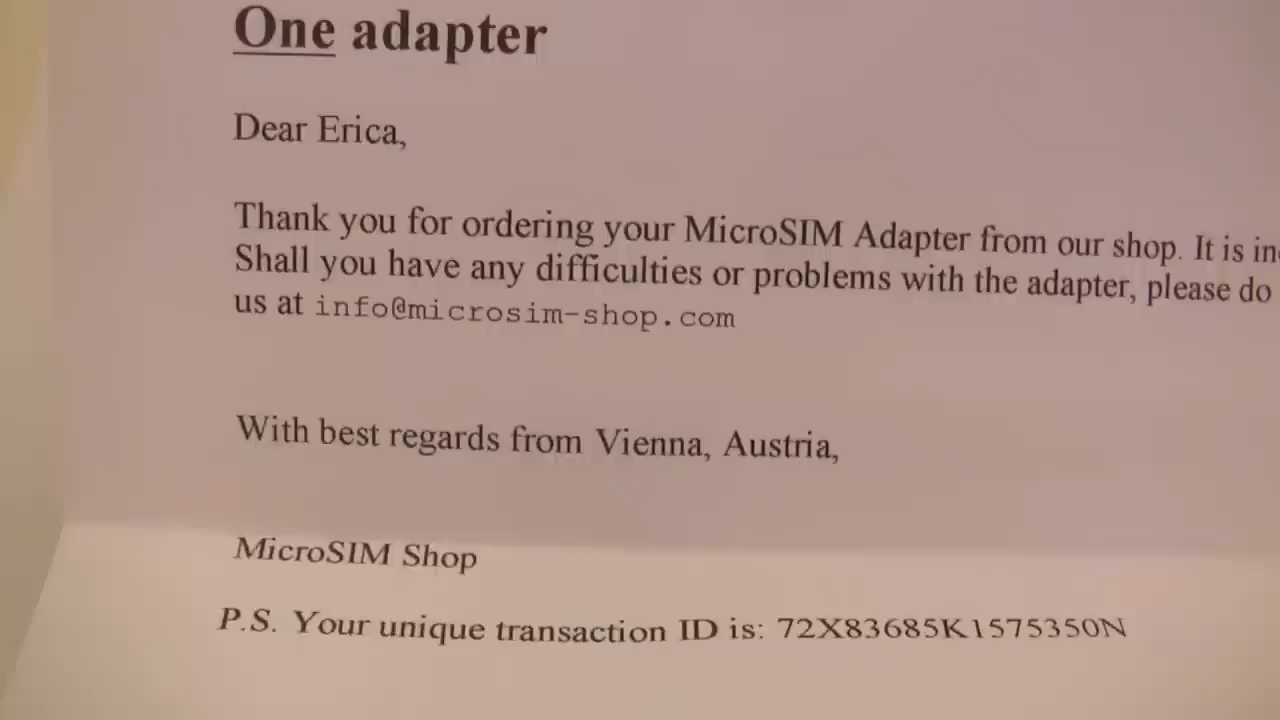 One adapter
Dear Erica,
Thank you for ordering your MicroSIM Adapter from our shop. It is
Shall you have any difficulties or problems with the adapter, please do
us at info@microsim-shop.com
With best regards from Vienna, Austria,
MicroSIM Shop
P.S. Your unique transaction ID is: 72X83685K1575350N